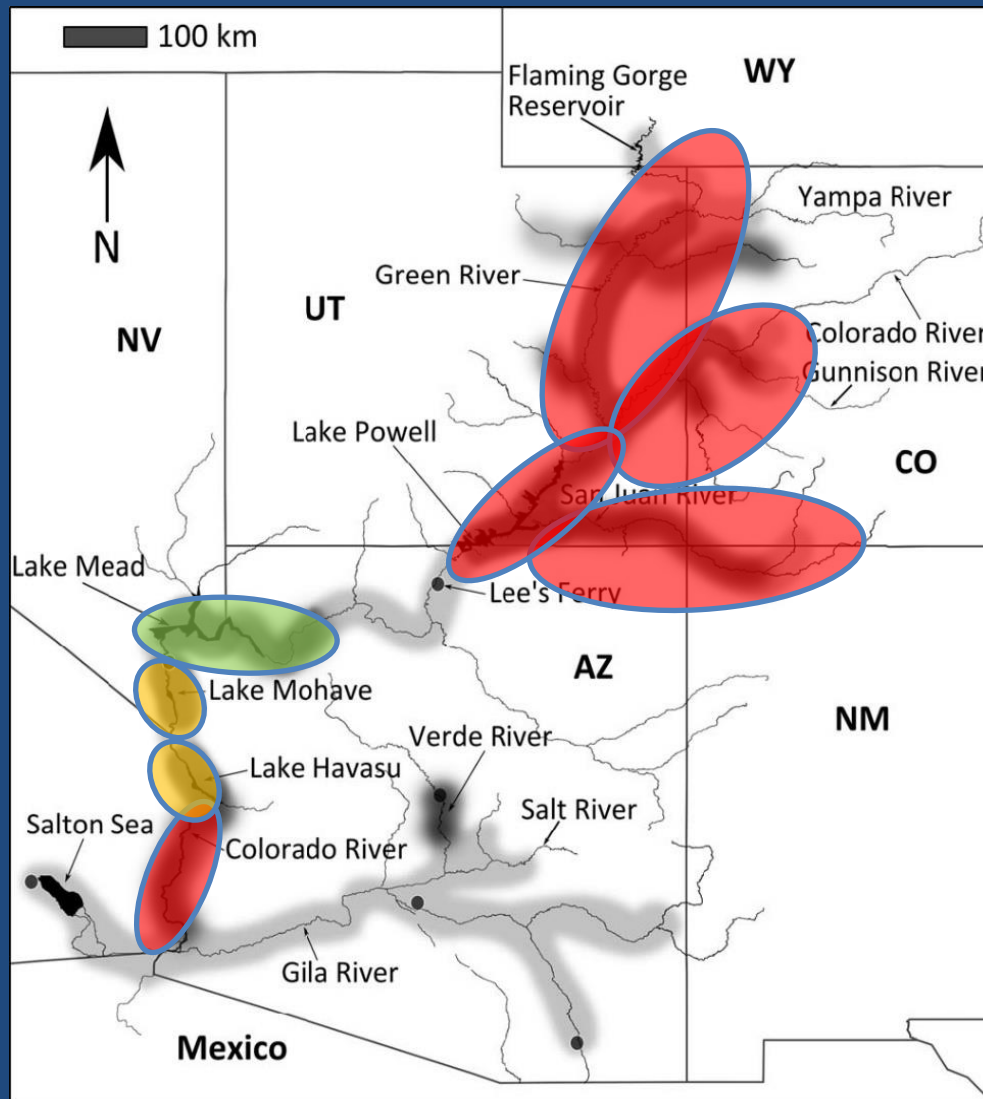 100 km
WY
Flaming Gorge
Reservoir
Yampa River
N
Green River
UT
NV
Colorado River
Gunnison River
Lake Powell
CO
San Juan River
Lake Mead
Lee's Ferry
AZ
Lake Mohave
NM
Verde River
Lake Havasu
Salt River
Salton Sea
Colorado River
Gila River
Mexico